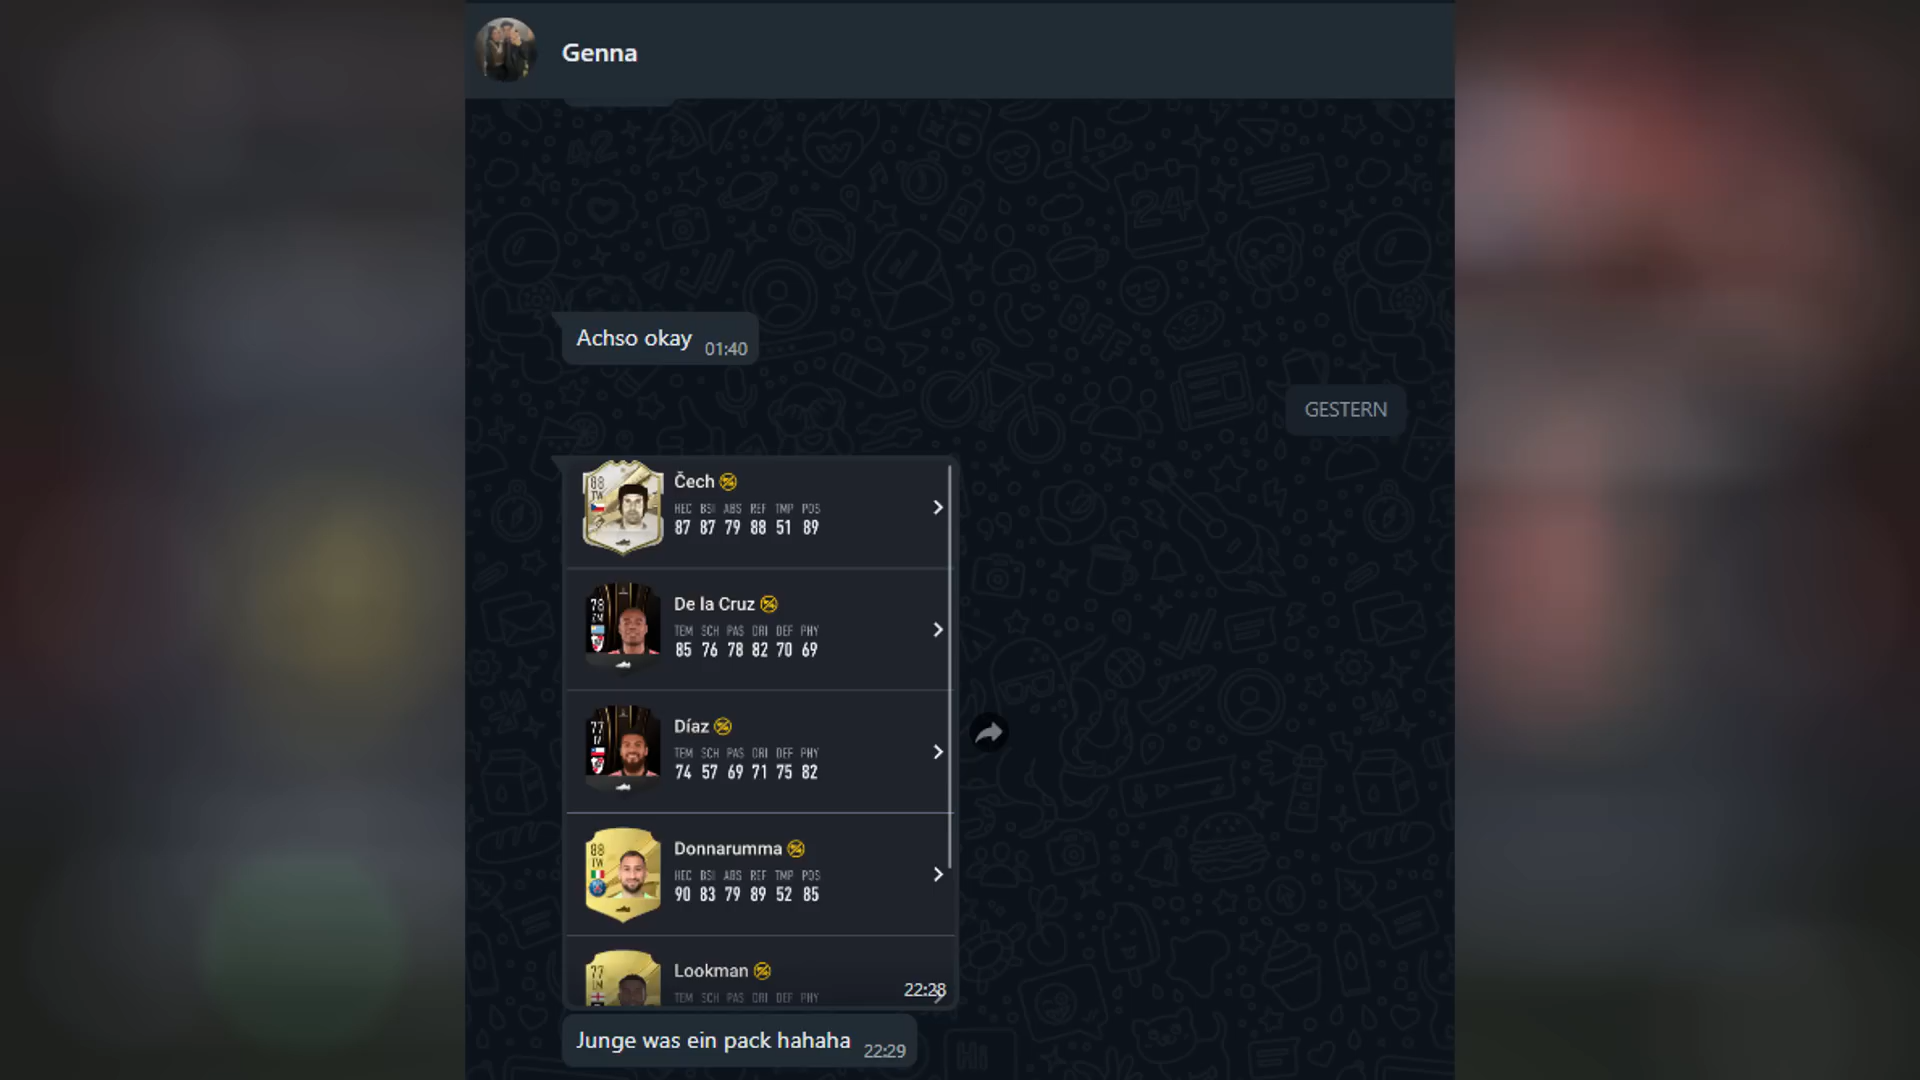 Genna
Achso okay 01:40
GESTERN
88
TW
Čech
HEC BSI ABS REF TMP POS
87 87 79 88 51 89
78
ZM
De la Cruz
TEM SCH PAS DRI DEF PHY
85 76 78 82 70 69
77
IV
Díaz
TEM SCH PAS DRI DEF PHY
74 57 69 71 75 82
88
TW
Donnarumma
HEC BSI ABS REF TMP POS
90 83 79 89 52 85
77
LM
Lookman
TEM SCH PAS DRI DEF PHY
22:28
Junge was ein pack hahaha 22:29